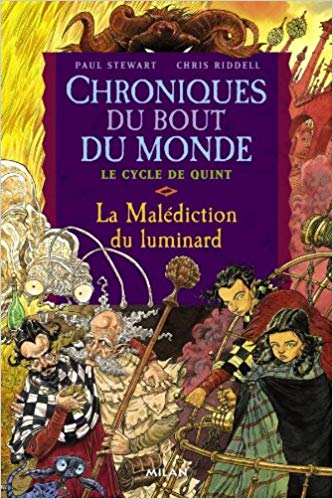 PAUL STEWART CHRIS RIDDELL
CHRONIQUES
DU BOUT
DU MONDE
LE CYCLE DE QUINT
La Malédiction
du luminard
MILAN